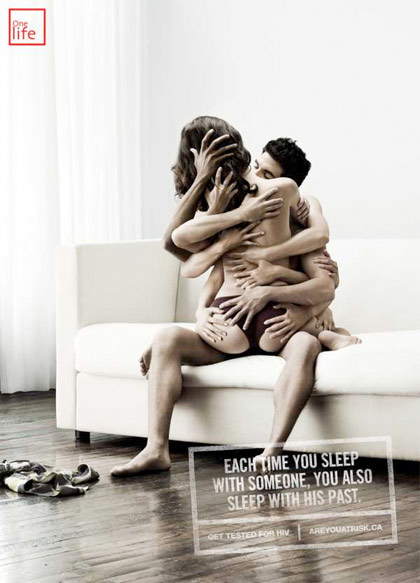 One
life
EACH TIME YOU SLEEP
WITH SOMEONE, YOU ALSO
SLEEP WITH HIS PAST.
GET TESTED FOR HIV | AREYOUATRISK.CA